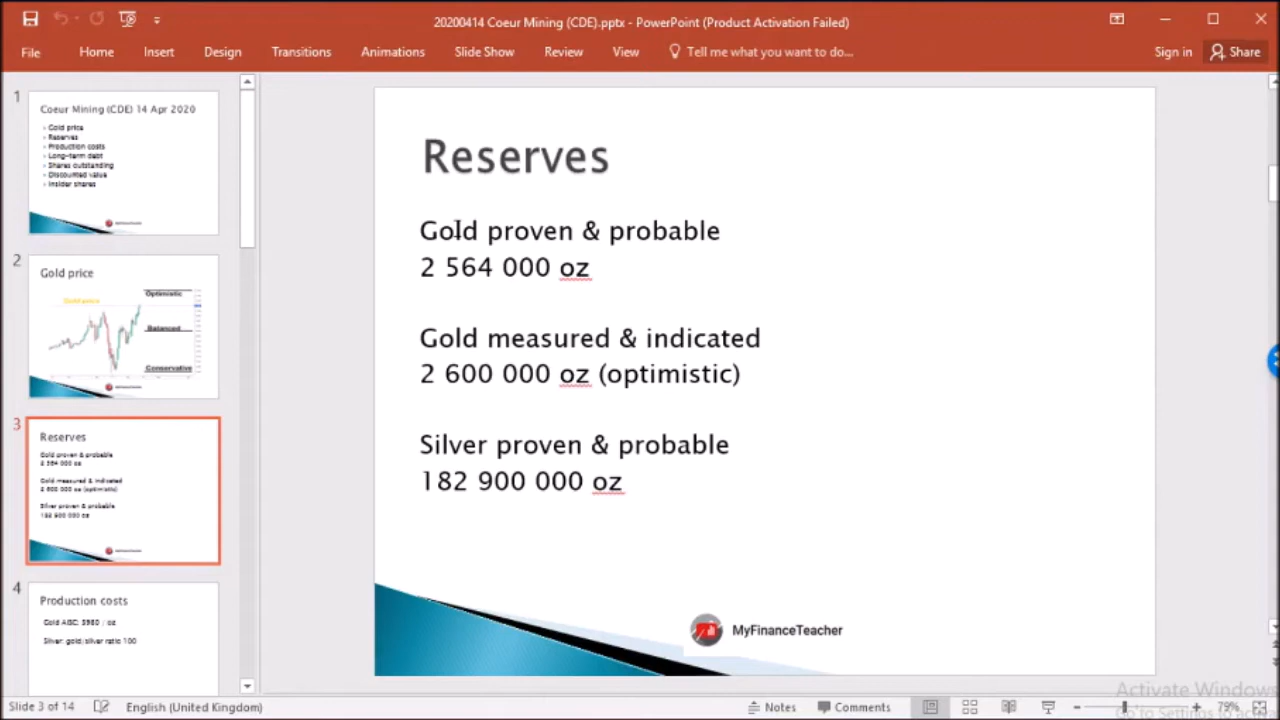 20200414 Coeur Mining (CDE).pptx - PowerPoint (Product Activation Failed)
File Home Insert Design Transitions Animations Slide Show Review View Tell me what you want to do... Sign in Share
1
Coeur Mining (CDE) 14 Apr 2020
Gold price
Reserves
Production costs
Long-term debt
Shares outstanding
Discounted value
Insider shares
2
Gold price
Optimistic
Balanced
Conservative
3
Reserves
Gold proven & probable
2 564 000 oz
Gold measured & indicated
2 600 000 oz (optimistic)
Silver proven & probable
182 900 000 oz
4
Production costs
Silver: gold/silver ratio 100
Reserves
Gold proven & probable
2 564 000 oz
Gold measured & indicated
2 600 000 oz (optimistic)
Silver proven & probable
182 900 000 oz
MyFinanceTeacher
Activate Windows
Slide 3 of 14 English (United Kingdom) Notes Comments 79%